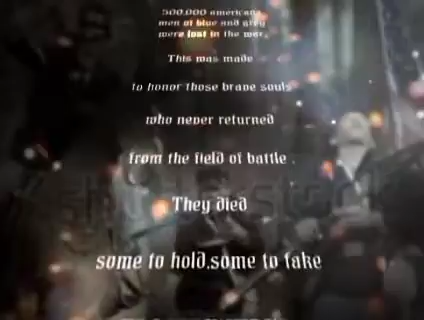 500,000 americans
men of blue and grey
were lost in the war.
This was made
to honor those brave souls
who never returned
from the field of battle .
They died
some to hold,some to take